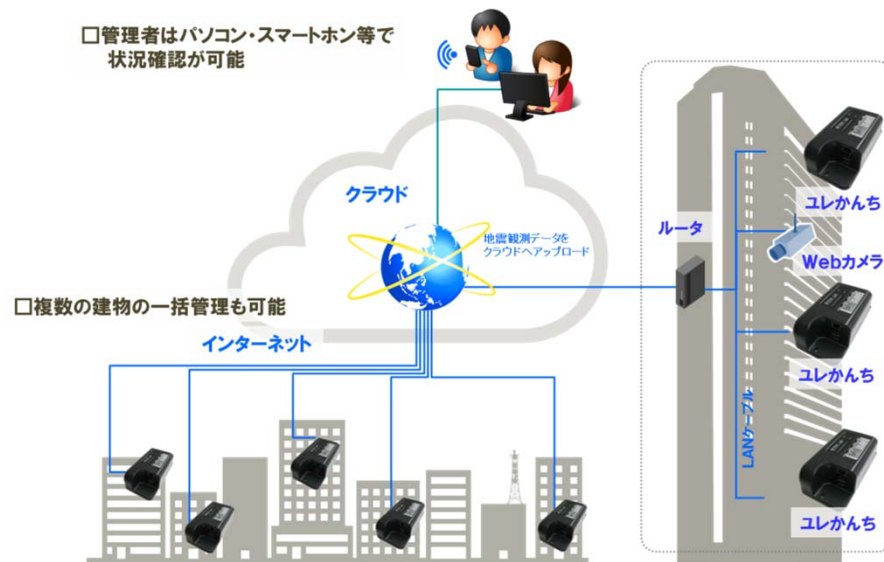 □管理者はパソコン・スマートホン等で
状況確認が可能
クラウド
地震観測データを
クラウドへアップロード
□複数の建物の一括管理も可能
インターネット
ルータ
ユレかんち
Webカメラ
ユレかんち
LANケーブル
ユレかんち